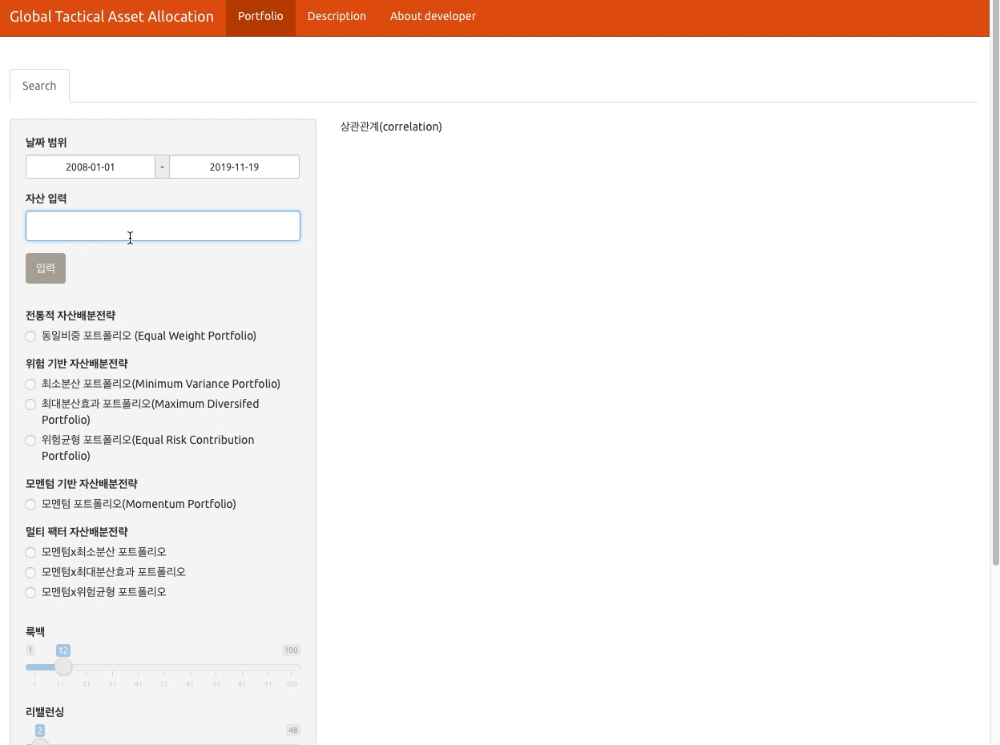 Global Tactical Asset Allocation Portfolio Description About developer
Search
날짜 범위
2008-01-01 - 2019-11-19
자산 입력
입력
전통적 자산배분전략
동일비중 포트폴리오 (Equal Weight Portfolio)
위험 기반 자산배분전략
최소분산 포트폴리오(Minimum Variance Portfolio)
최대분산효과 포트폴리오(Maximum Diversifed
Portfolio)
위험균형 포트폴리오(Equal Risk Contribution
Portfolio)
모멘텀 기반 자산배분전략
모멘텀 포트폴리오(Momentum Portfolio)
멀티 팩터 자산배분전략
모멘텀x최소분산 포트폴리오
모멘텀x최대분산효과 포트폴리오
모멘텀x위험균형 포트폴리오
룩백
1 12 100
1 11 21 31 41 51 61 71 81 91 100
리밸런싱
2 48
상관관계(correlation)